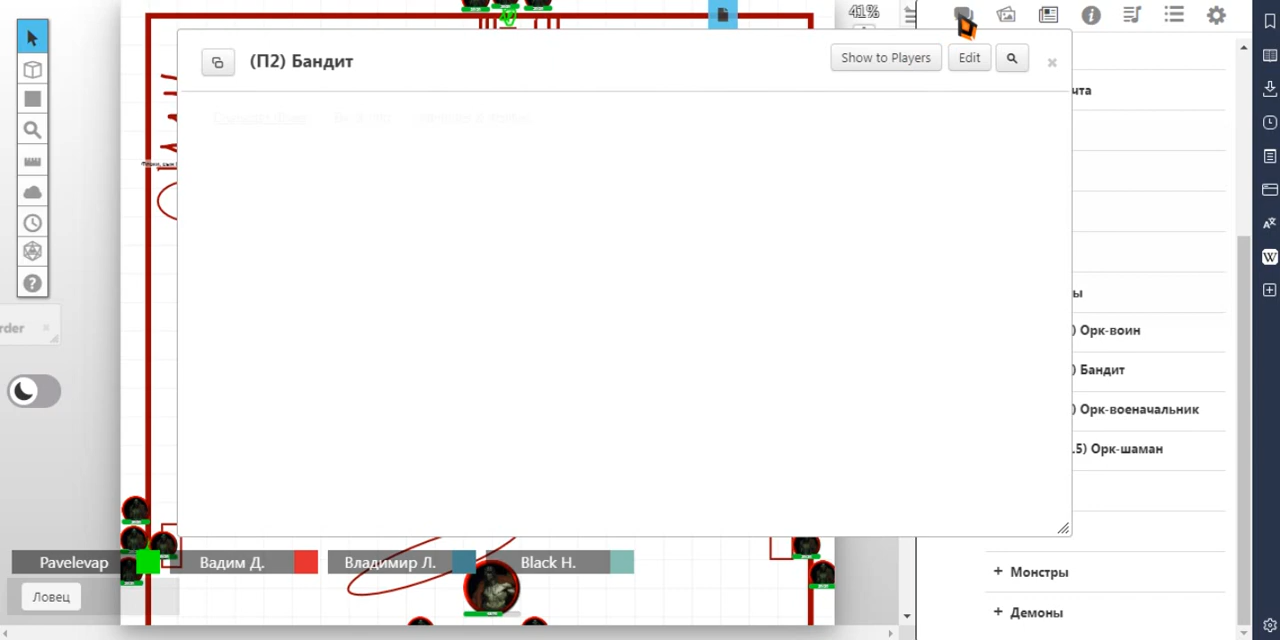 41%
(П2) Бандит
Show to Players
Edit
чта
rder
ы
) Орк-воин
) Бандит
) Орк-военачальник
.5) Орк-шаман
Pavelevap
Вадим Д.
Владимир Л.
Black H.
Ловец
+ Монстры
+ Демоны